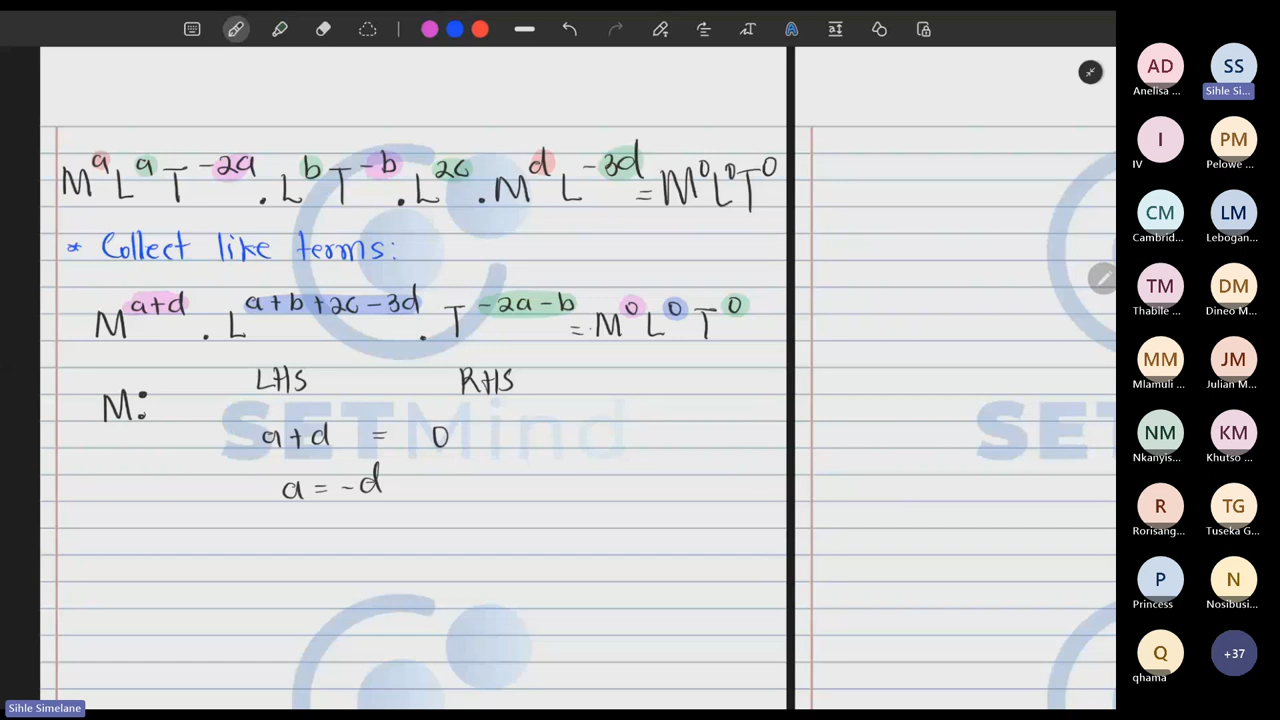 M^a L^a T^-2a . L^b T^-b . L^2c . M^d L^-3d = M^0 L^0 T^0
* Collect like terms:
M^a+d . L^a+b+2c-3d . T^-2a-b = M^0 L^0 T^0
LHS RHS
M:
a+d = 0
a = -d
SETMind
SET
AD SS
Anelisa ... Sihle Si...
I PM
IV Pelowe ...
CM LM
Cambrid... Lebogan...
TM DM
Thabile ... Dineo M...
MM JM
Mlamuli ... Julian M...
NM KM
Nkanyis... Khutso ...
R TG
Rorisang... Tuseka G...
P N
Princess Nosibusi...
Q +37
qhama
Sihle Simelane